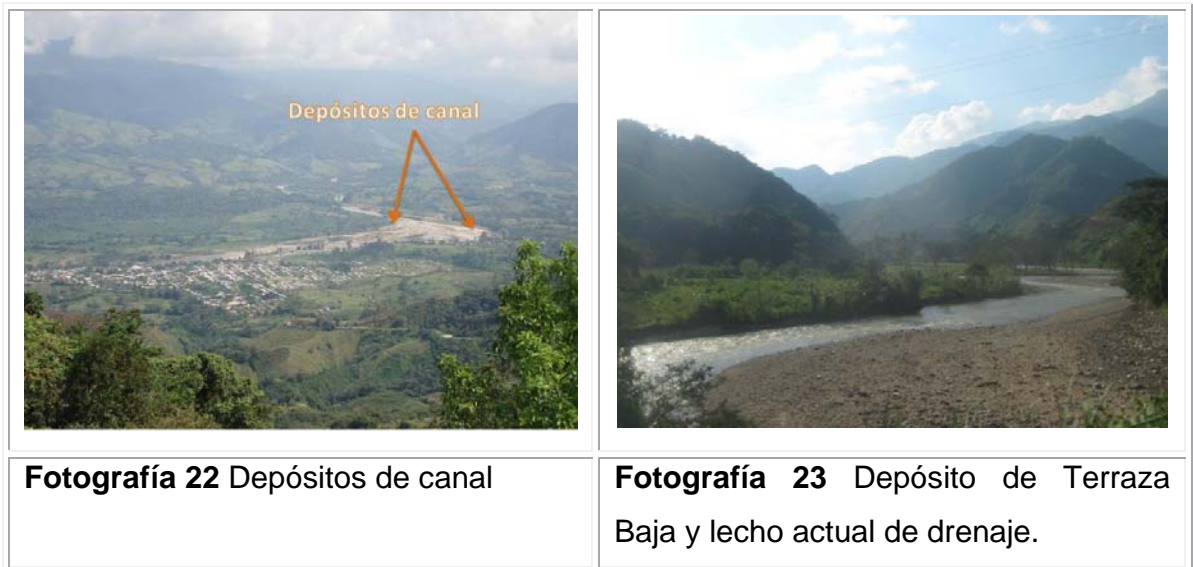 Depósitos de canal
Fotografía 22 Depósitos de canal
Fotografía 23 Depósito de Terraza
Baja y lecho actual de drenaje.